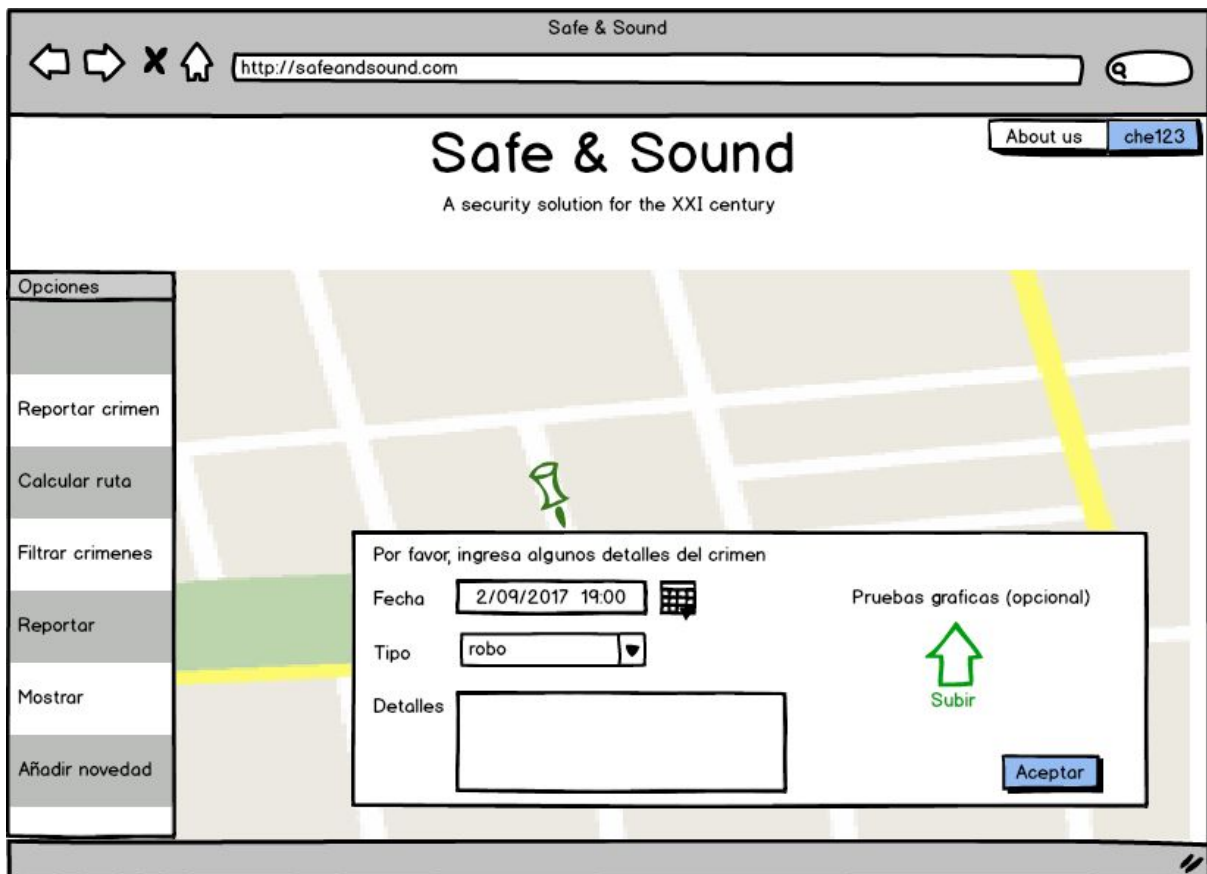 Safe & Sound
http://safeandsound.com
Safe & Sound
About us
che123
A security solution for the XXI century
Opciones
Reportar crimen
Calcular ruta
Filtrar crimenes
Reportar
Mostrar
Añadir novedad
Por favor, ingresa algunos detalles del crimen
Fecha
2/09/2017 19:00
Pruebas graficas (opcional)
Tipo
robo
Subir
Detalles
Aceptar